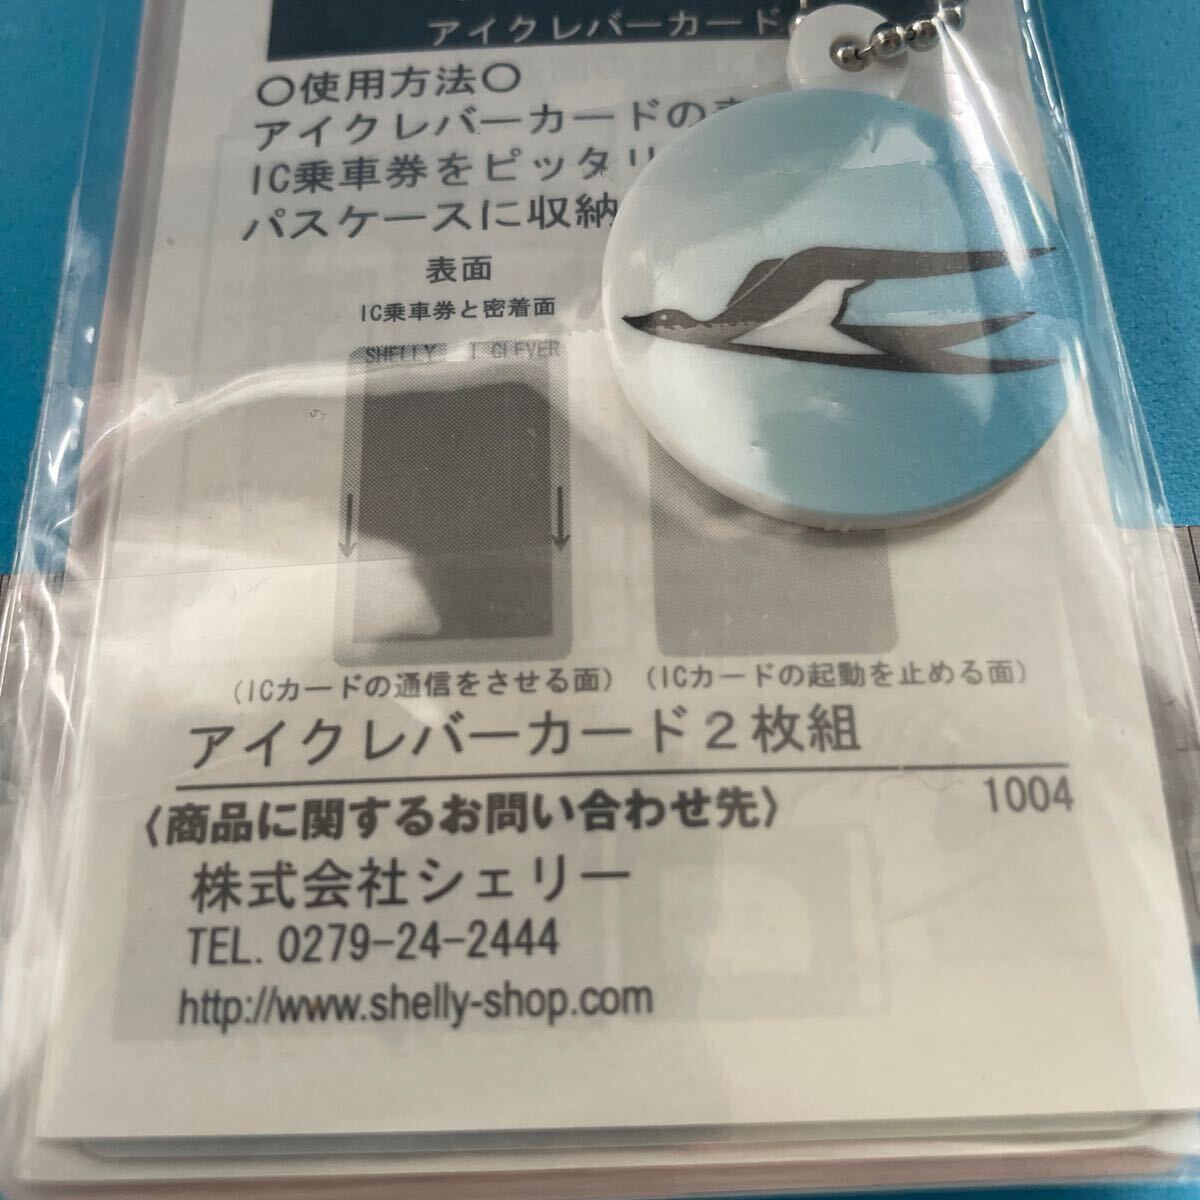 アイクレバーカード
○使用方法○
アイクレバーカードの
IC乗車券をピッタリ
パスケースに収納
表面
IC乗車券と密着面
SHELLY I CLEVER
(ICカードの通信をさせる面) (ICカードの起動を止める面)
アイクレバーカード2枚組
〈商品に関するお問い合わせ先〉 1004
株式会社シェリー
TEL. 0279-24-2444
http://www.shelly-shop.com